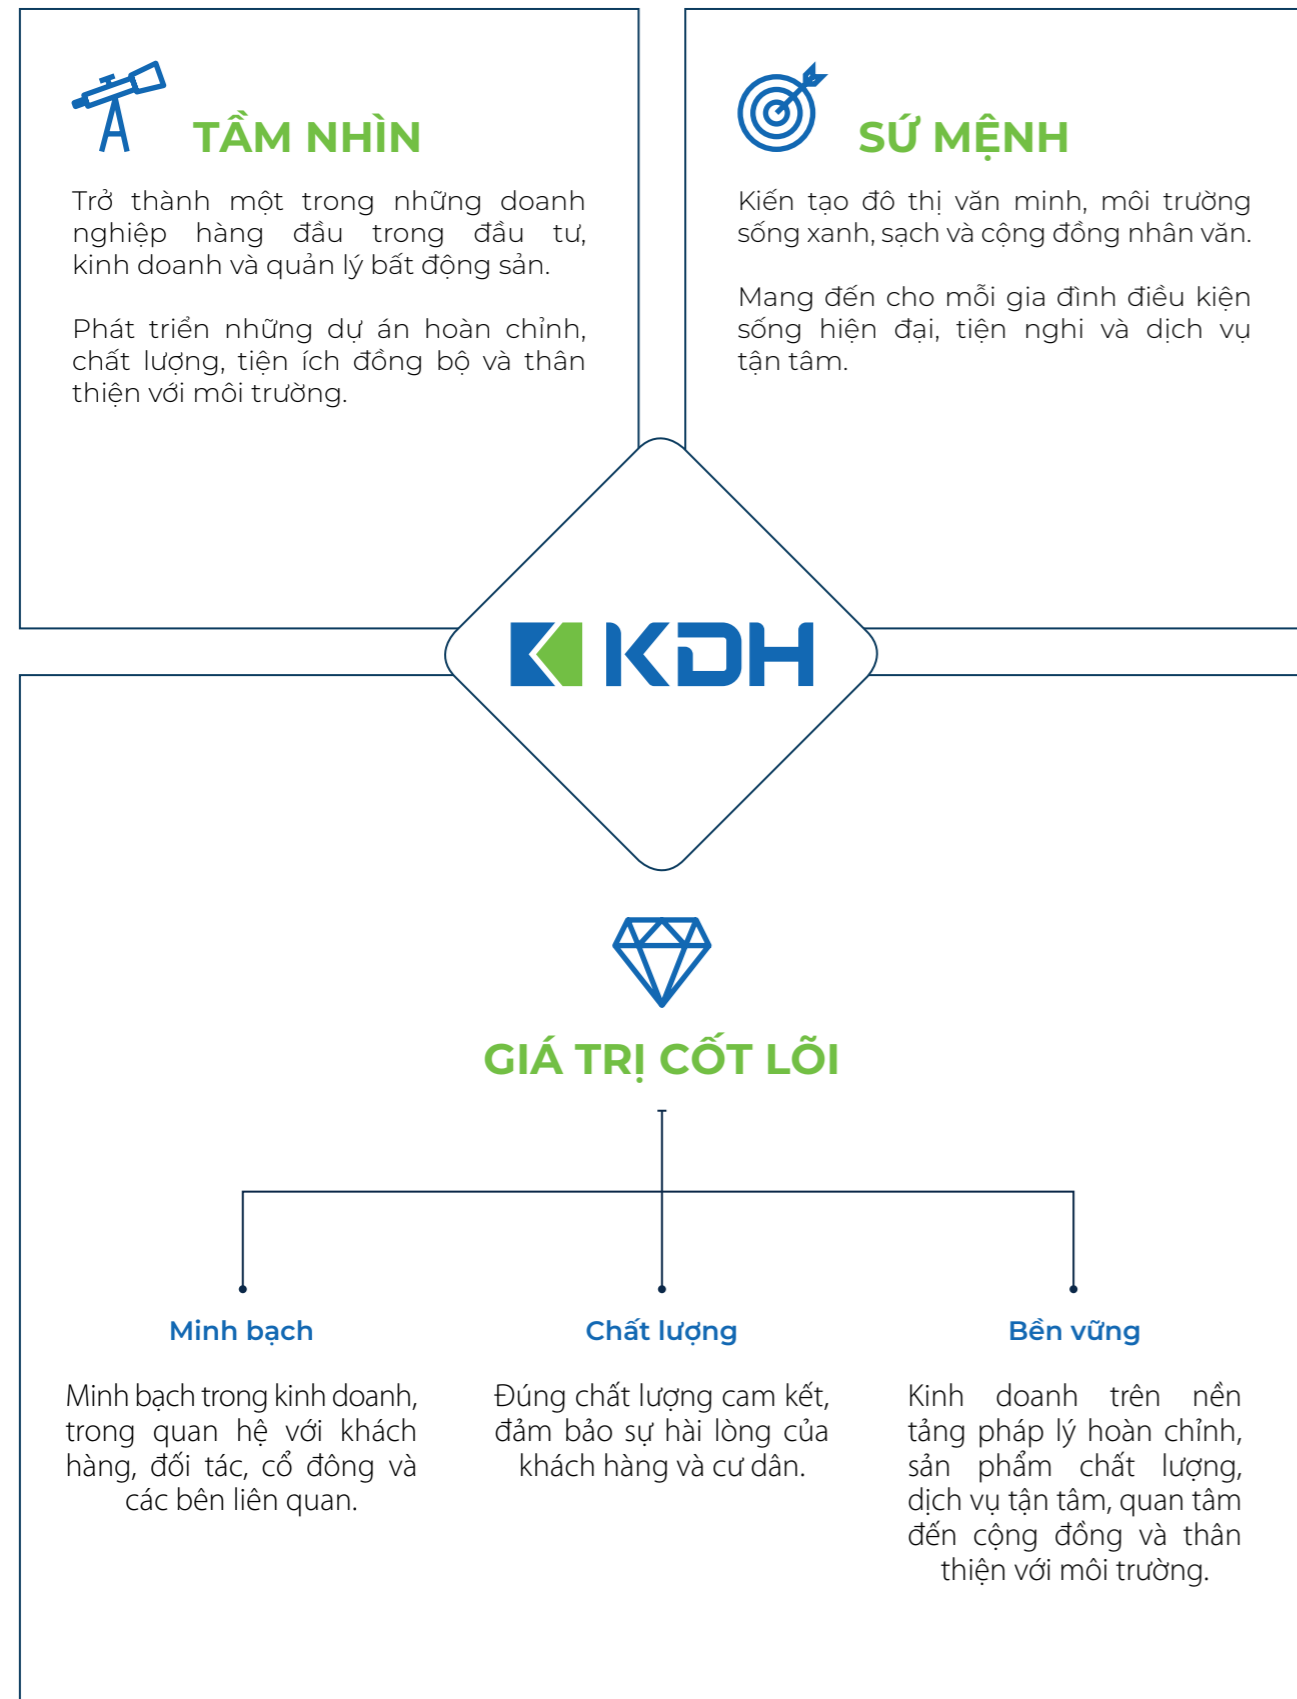 TẦM NHÌN
Trở thành một trong những doanh
nghiệp hàng đầu trong đầu tư,
kinh doanh và quản lý bất động sản.
Phát triển những dự án hoàn chỉnh,
chất lượng, tiện ích đồng bộ và thân
thiện với môi trường.
SỨ MỆNH
Kiến tạo đô thị văn minh, môi trường
sống xanh, sạch và cộng đồng nhân văn.
Mang đến cho mỗi gia đình điều kiện
sống hiện đại, tiện nghi và dịch vụ
tận tâm.
KDH
GIÁ TRỊ CỐT LÕI
Minh bạch
Minh bạch trong kinh doanh,
trong quan hệ với khách
hàng, đối tác, cổ đông và
các bên liên quan.
Chất lượng
Đúng chất lượng cam kết,
đảm bảo sự hài lòng của
khách hàng và cư dân.
Bền vững
Kinh doanh trên nền
tảng pháp lý hoàn chỉnh,
sản phẩm chất lượng,
dịch vụ tận tâm, quan tâm
đến cộng đồng và thân
thiện với môi trường.